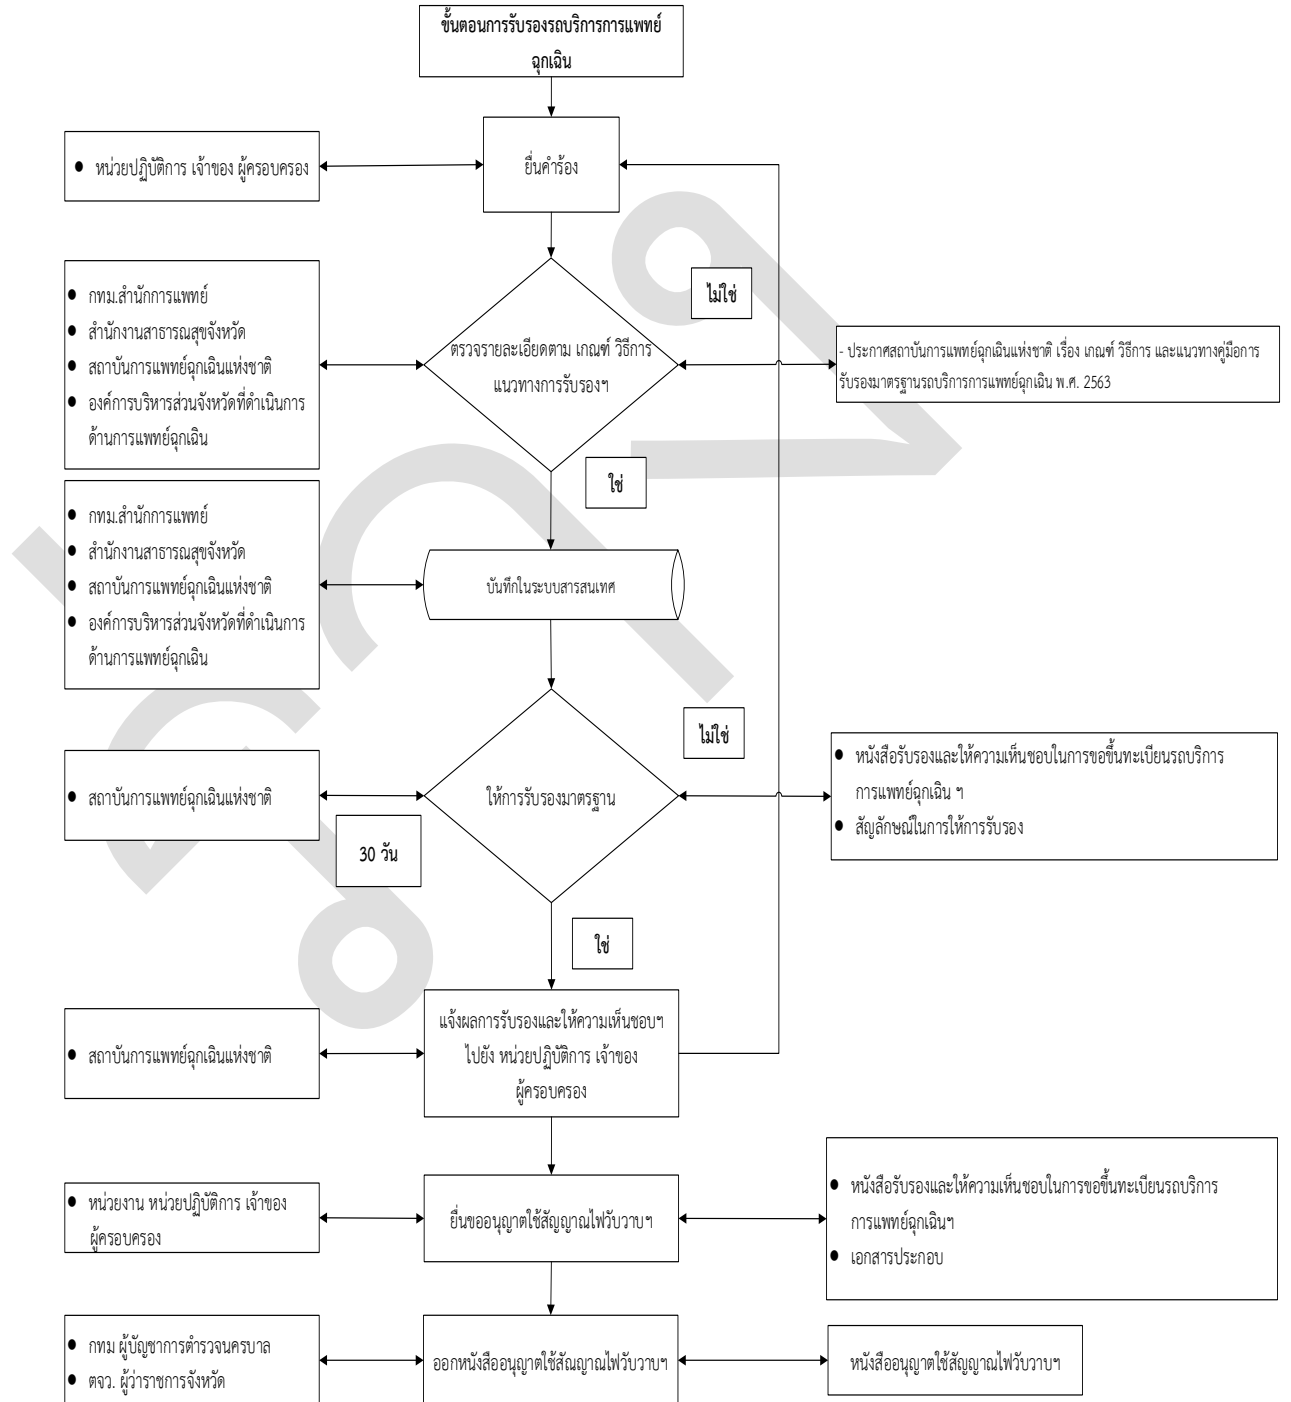 ขั้นตอนการรับรองรถบริการการแพทย์
ฉุกเฉิน
● หน่วยปฏิบัติการ เจ้าของ ผู้ครอบครอง
ยื่นคำร้อง
● กทม.สำนักการแพทย์
● สำนักงานสาธารณสุขจังหวัด
● สถาบันการแพทย์ฉุกเฉินแห่งชาติ
● องค์การบริหารส่วนจังหวัดที่ดำเนินการ
ด้านการแพทย์ฉุกเฉิน
ตรวจรายละเอียดตาม เกณฑ์ วิธีการ
แนวทางการรับรองฯ
ไม่ใช่
- ประกาศสถาบันการแพทย์ฉุกเฉินแห่งชาติ เรื่อง เกณฑ์ วิธีการ และแนวทางคู่มือการ
รับรองมาตรฐานรถบริการการแพทย์ฉุกเฉิน พ.ศ. 2563
ใช่
● กทม.สำนักการแพทย์
● สำนักงานสาธารณสุขจังหวัด
● สถาบันการแพทย์ฉุกเฉินแห่งชาติ
● องค์การบริหารส่วนจังหวัดที่ดำเนินการ
ด้านการแพทย์ฉุกเฉิน
บันทึกในระบบสารสนเทศ
ไม่ใช่
● สถาบันการแพทย์ฉุกเฉินแห่งชาติ
ให้การรับรองมาตรฐาน
● หนังสือรับรองและให้ความเห็นชอบในการขอขึ้นทะเบียนรถบริการ
การแพทย์ฉุกเฉิน ฯ
● สัญลักษณ์ในการให้การรับรอง
30 วัน
ใช่
● สถาบันการแพทย์ฉุกเฉินแห่งชาติ
แจ้งผลการรับรองและให้ความเห็นชอบฯ
ไปยัง หน่วยปฏิบัติการ เจ้าของ
ผู้ครอบครอง
● หน่วยงาน หน่วยปฏิบัติการ เจ้าของ
ผู้ครอบครอง
ยื่นขออนุญาตใช้สัญญาณไฟวับวาบฯ
● หนังสือรับรองและให้ความเห็นชอบในการขอขึ้นทะเบียนรถบริการ
การแพทย์ฉุกเฉินฯ
● เอกสารประกอบ
● กทม ผู้บัญชาการตำรวจนครบาล
● ตจว. ผู้ว่าราชการจังหวัด
ออกหนังสืออนุญาตใช้สัณญาณไฟวับวาบฯ
หนังสืออนุญาตใช้สัญญาณไฟวับวาบฯ
ร่าง